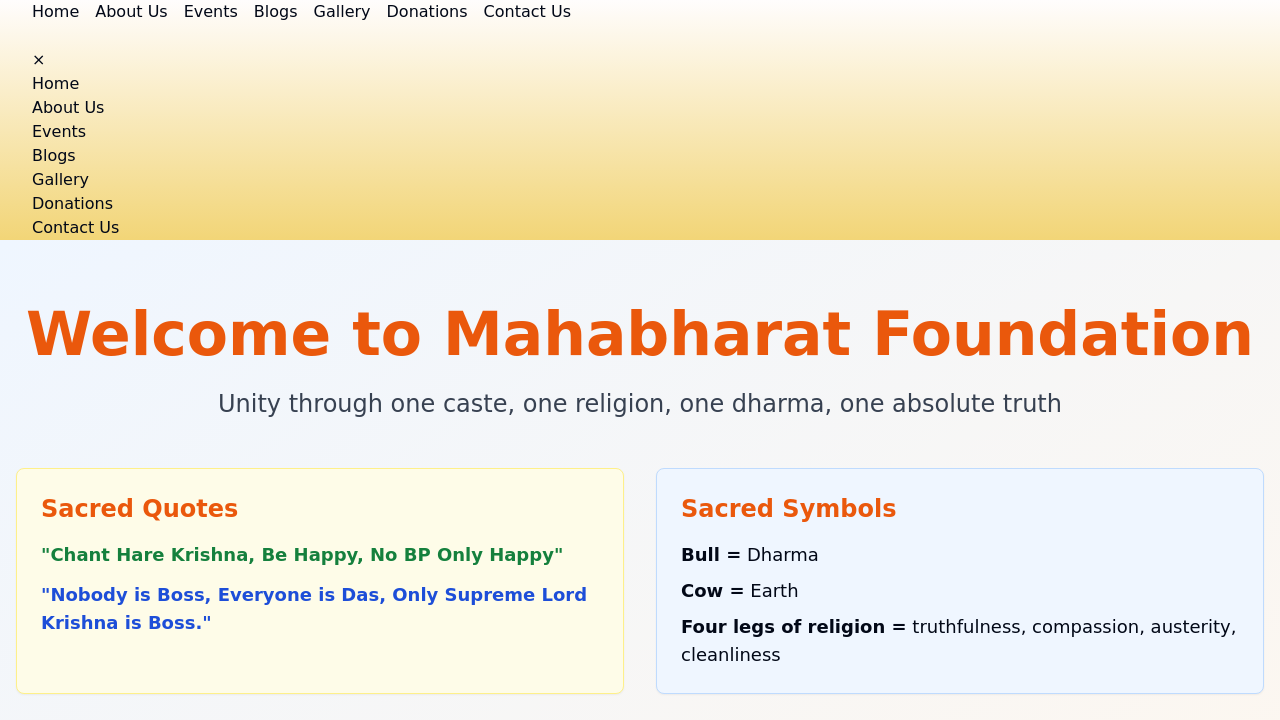 Home About Us Events Blogs Gallery Donations Contact Us
×
Home
About Us
Events
Blogs
Gallery
Donations
Contact Us
Welcome to Mahabharat Foundation
Unity through one caste, one religion, one dharma, one absolute truth
Sacred Quotes
"Chant Hare Krishna, Be Happy, No BP Only Happy"
"Nobody is Boss, Everyone is Das, Only Supreme Lord
Krishna is Boss."
Sacred Symbols
Bull = Dharma
Cow = Earth
Four legs of religion = truthfulness, compassion, austerity,
cleanliness